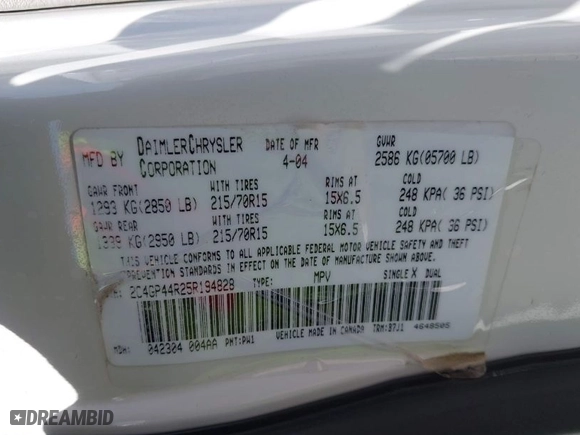 MFD BY DAIMLERCHRYSLER CORPORATION
DATE OF MFR 4-04
GVWR 2586 KG(05700 LB)
GAWR FRONT 1293 KG(2850 LB)
WITH TIRES 215/70R15
RIMS AT 15X6.5
COLD 248 KPA( 36 PSI)
GAWR REAR 1339 KG(2950 LB)
WITH TIRES 215/70R15
RIMS AT 15X6.5
COLD 248 KPA( 36 PSI)
THIS VEHICLE CONFORMS TO ALL APPLICABLE FEDERAL MOTOR VEHICLE SAFETY AND THEFT
PREVENTION STANDARDS IN EFFECT ON THE DATE OF MANUFACTURE SHOWN ABOVE.
2C4GP44R25R194828 TYPE: MPV SINGLE X DUAL
VEHICLE MADE IN CANADA
MDH: 042304 004AA PNT:PW1 TRM:B7J1 4648505
DREAMBID